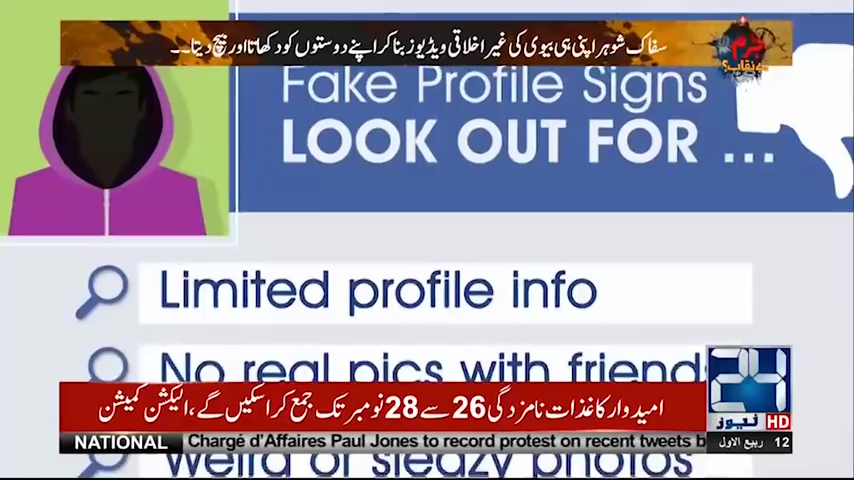 سفاک شوہر اپنی ہی بیوی کی غیر اخلاقی ویڈیوز بنا کر اپنے دوستوں کو دکھاتا اور بیچ دیتا۔۔
جرم
بے نقاب؟
Fake Profile Signs
LOOK OUT FOR ...
Limited profile info
No real pics with friends
امیدوار کاغذات نامزدگی 26 سے 28 نومبر تک جمع کرا سکیں گے، الیکشن کمیشن
24
نیوز HD
NATIONAL Chargé d'Affaires Paul Jones to record protest on recent tweets b
12 ربیع الاول
Weird or sleazy photos